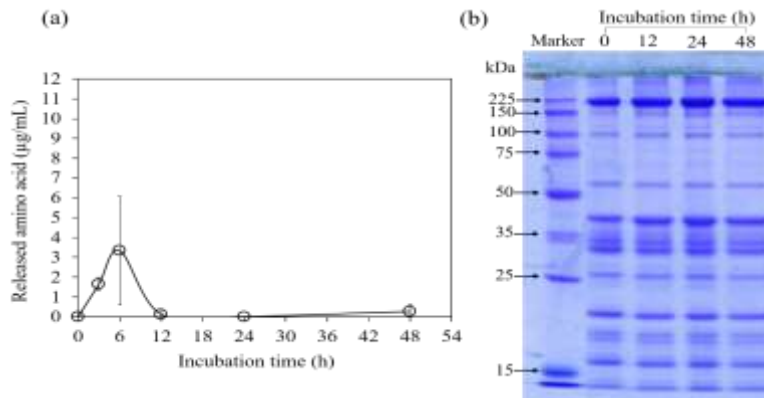 (a)
12
11
10
9
8
7
6
5
4
3
2
1
0
Released amino acid (µg/mL)
0 6 12 18 24 30 36 42 48 54
Incubation time (h)
(b)
Incubation time (h)
Marker 0 12 24 48
kDa
225
150
100
75
50
35
25
15